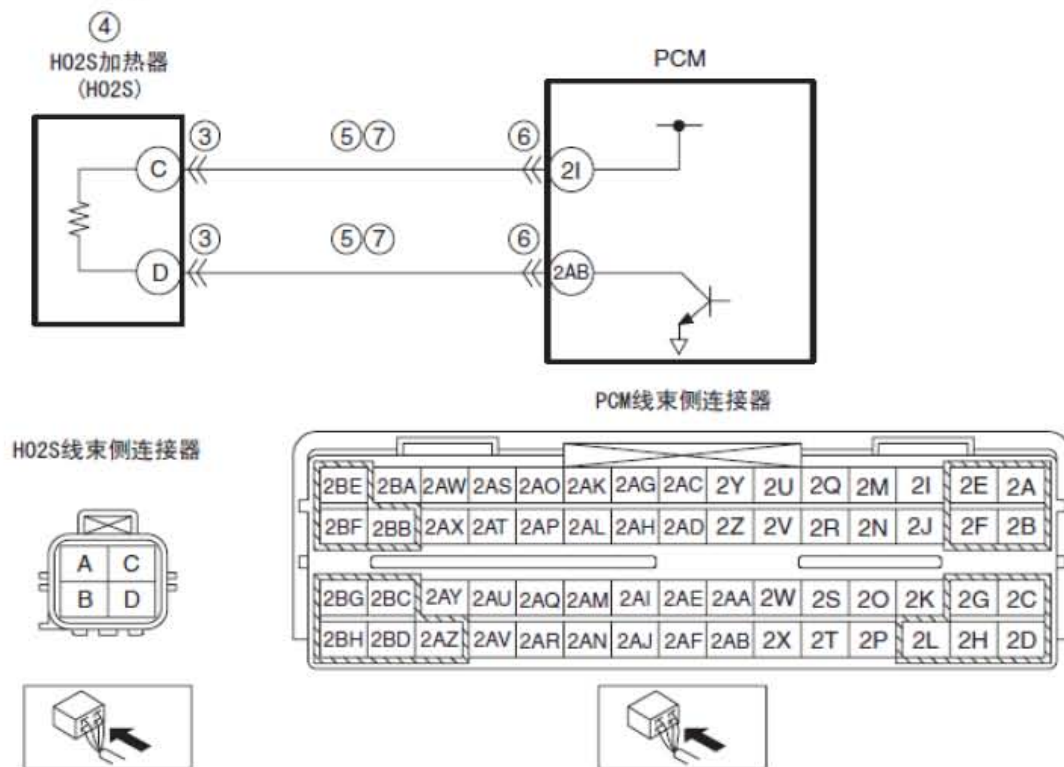 ④
HO2S加热器
(HO2S)
PCM
③ ⑤⑦ ⑥
C 2I
③ ⑤⑦ ⑥
D 2AB
PCM线束侧连接器
HO2S线束侧连接器
2BE 2BA 2AW 2AS 2AO 2AK 2AG 2AC 2Y 2U 2Q 2M 2I 2E 2A
2BF 2BB 2AX 2AT 2AP 2AL 2AH 2AD 2Z 2V 2R 2N 2J 2F 2B
A C
B D
2BG 2BC 2AY 2AU 2AQ 2AM 2AI 2AE 2AA 2W 2S 2O 2K 2G 2C
2BH 2BD 2AZ 2AV 2AR 2AN 2AJ 2AF 2AB 2X 2T 2P 2L 2H 2D